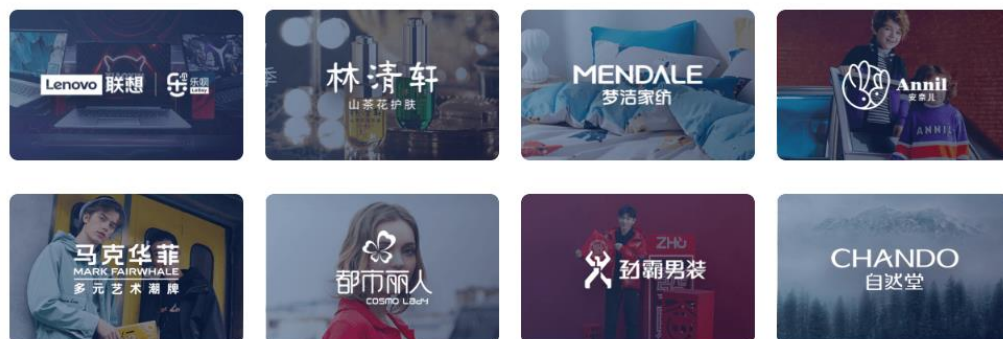 Lenovo 联想 乐呗
林清轩
山茶花护肤
MENDALE
梦洁家纺
Annil
安奈儿
ANNIL
马克华菲
MARK FAIRWHALE
多元艺术潮牌
都市丽人
COSMO LADY
ZHU
劲霸男装
CHANDO
自然堂